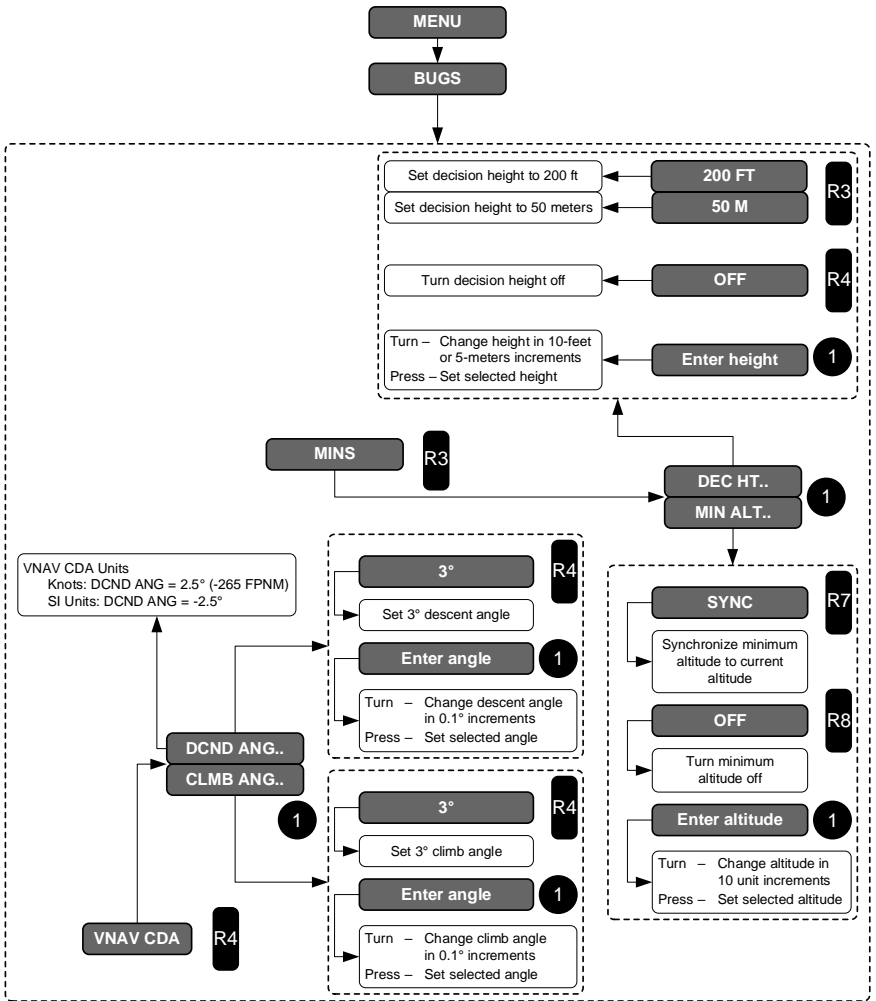 MENU
BUGS
Set decision height to 200 ft
200 FT
R3
Set decision height to 50 meters
50 M
Turn decision height off
OFF
R4
Turn – Change height in 10-feet
or 5-meters increments
Press – Set selected height
Enter height
1
MINS
R3
DEC HT..
MIN ALT..
1
VNAV CDA Units
Knots: DCND ANG = 2.5° (-265 FPNM)
SI Units: DCND ANG = -2.5°
3°
R4
Set 3° descent angle
Enter angle
1
Turn – Change descent angle
in 0.1° increments
Press – Set selected angle
SYNC
R7
Synchronize minimum
altitude to current
altitude
OFF
R8
Turn minimum
altitude off
Enter altitude
1
Turn – Change altitude in
10 unit increments
Press – Set selected altitude
DCND ANG..
CLMB ANG..
1
3°
R4
Set 3° climb angle
Enter angle
1
Turn – Change climb angle
in 0.1° increments
Press – Set selected angle
VNAV CDA
R4